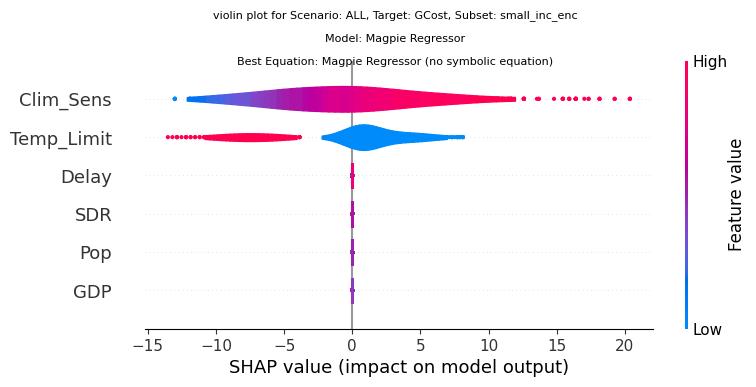 violin plot for Scenario: ALL, Target: GCost, Subset: small_inc_enc
Model: Magpie Regressor
Best Equation: Magpie Regressor (no symbolic equation)
High
Clim_Sens
Temp_Limit
Delay
SDR
Pop
GDP
Feature value
Low
−15 −10 −5 0 5 10 15 20
SHAP value (impact on model output)